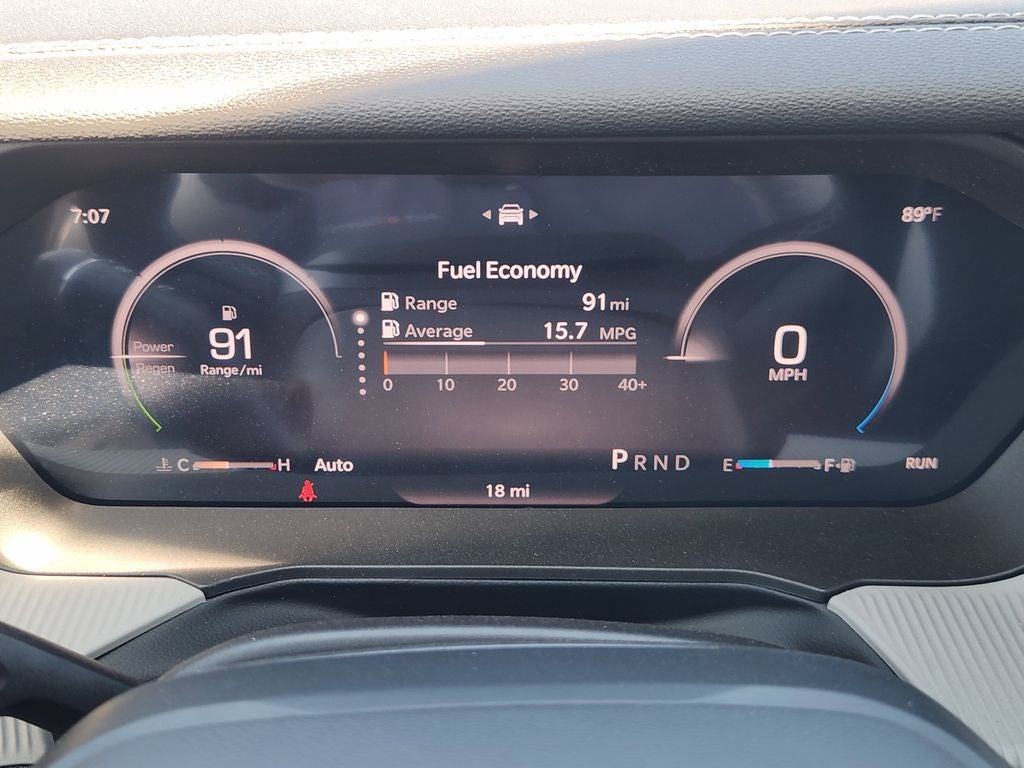 7:07
89°F
Fuel Economy
Range 91 mi
Average 15.7 MPG
0 10 20 30 40+
Power
Regen
91
Range/mi
0
MPH
C H Auto
P R N D
E F
RUN
18 mi